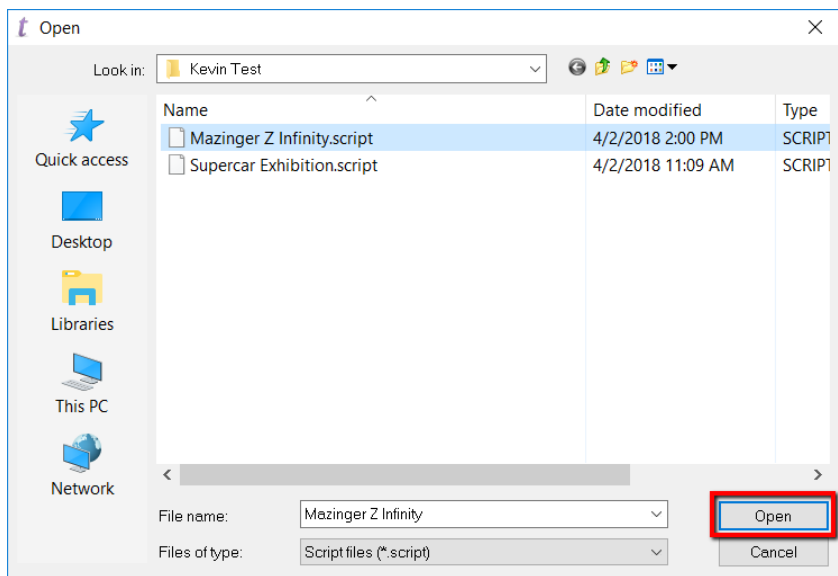 t Open
Look in: Kevin Test
Name Date modified Type
Mazinger Z Infinity.script 4/2/2018 2:00 PM SCRIPT
Supercar Exhibition.script 4/2/2018 11:09 AM SCRIPT
Quick access
Desktop
Libraries
This PC
Network
File name: Mazinger Z Infinity Open
Files of type: Script files (*.script) Cancel